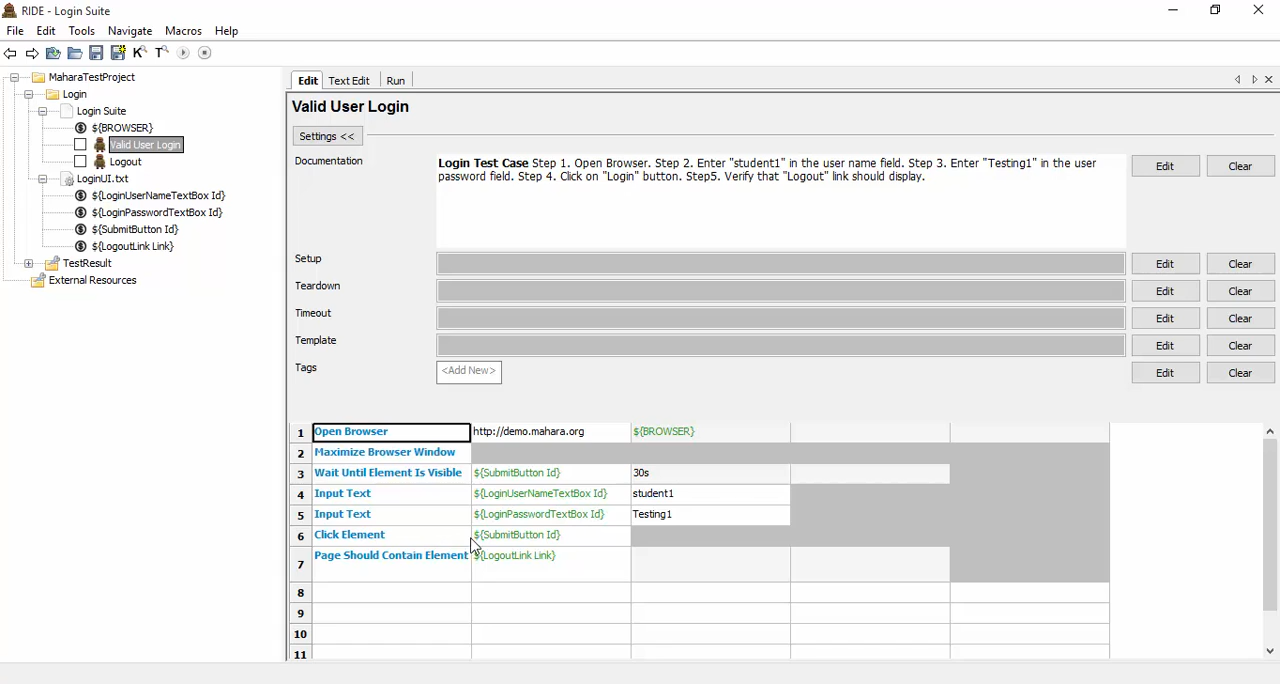 RIDE - Login Suite
File Edit Tools Navigate Macros Help
K T
MaharaTestProject
Login
Login Suite
${BROWSER}
Valid User Login
Logout
LoginUI.txt
${LoginUserNameTextBox Id}
${LoginPasswordTextBox Id}
${SubmitButton Id}
${LogoutLink Link}
TestResult
External Resources
Edit Text Edit Run
Valid User Login
Settings <<
Documentation
Login Test Case Step 1. Open Browser. Step 2. Enter "student1" in the user name field. Step 3. Enter "Testing1" in the user
password field. Step 4. Click on "Login" button. Step5. Verify that "Logout" link should display.
Edit Clear
Setup Edit Clear
Teardown Edit Clear
Timeout Edit Clear
Template Edit Clear
Tags <Add New> Edit Clear
1 Open Browser http://demo.mahara.org ${BROWSER}
2 Maximize Browser Window
3 Wait Until Element Is Visible ${SubmitButton Id} 30s
4 Input Text ${LoginUserNameTextBox Id} student1
5 Input Text ${LoginPasswordTextBox Id} Testing1
6 Click Element ${SubmitButton Id}
7 Page Should Contain Element ${LogoutLink Link}
8
9
10
11